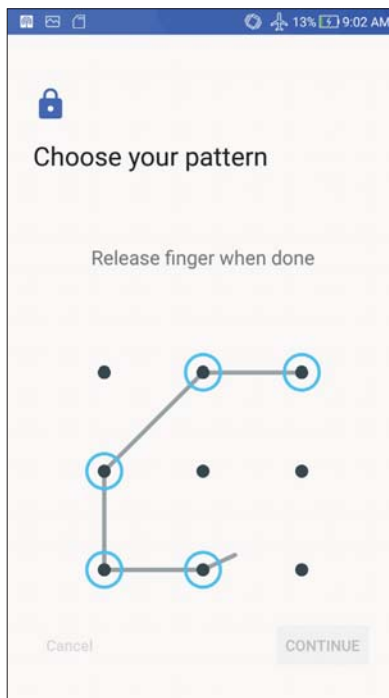 13% 9:02 AM
Choose your pattern
Release finger when done
Cancel
CONTINUE